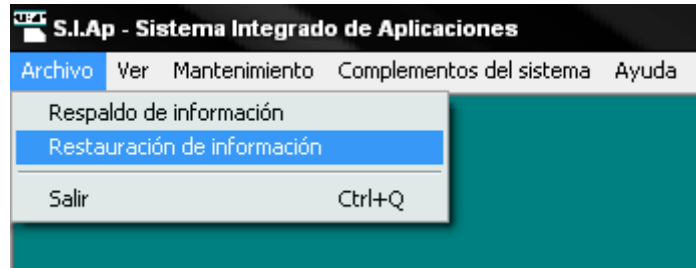 S.I.Ap - Sistema Integrado de Aplicaciones
Archivo Ver Mantenimiento Complementos del sistema Ayuda
Respaldo de información
Restauración de información
Salir Ctrl+Q